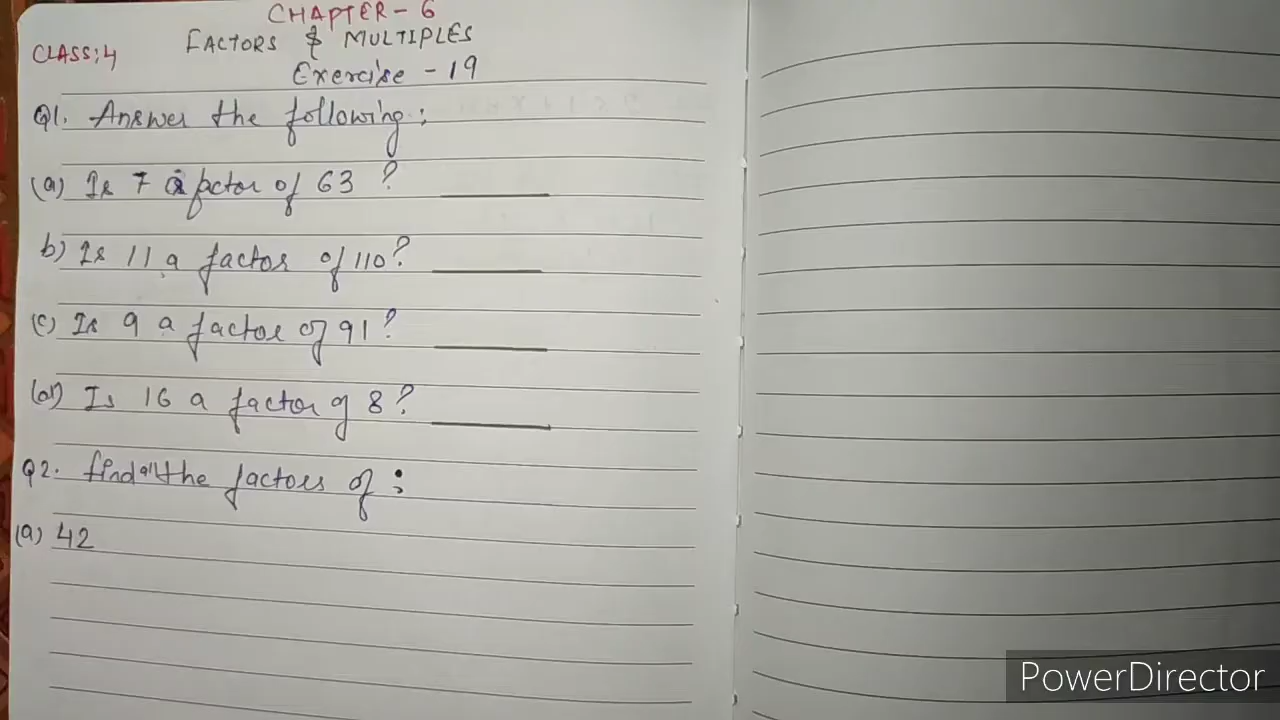 CHAPTER - 6
CLASS: 4 FACTORS & MULTIPLES
Exercise - 19
Q1. Answer the following:
(a) Is 7 a factor of 63 ?
b) Is 11 a factor of 110?
(c) Is 9 a factor of 91?
(d) Is 16 a factor of 8?
Q2. find all the factors of :
(a) 42
PowerDirector